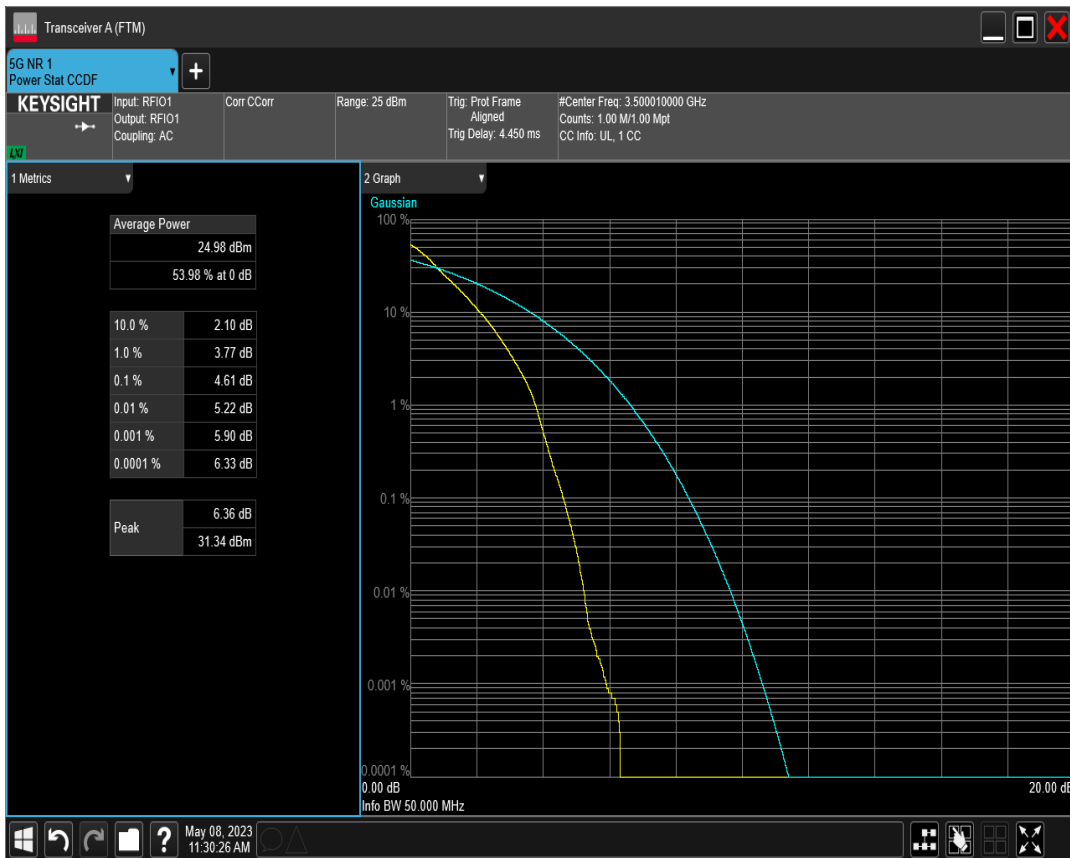 Transceiver A (FTM)
5G NR 1
Power Stat CCDF
+
KEYSIGHT
LXI
Input: RFIO1
Output: RFIO1
Coupling: AC
Corr CCorr
Range: 25 dBm
Trig: Prot Frame
Aligned
Trig Delay: 4.450 ms
#Center Freq: 3.500010000 GHz
Counts: 1.00 M/1.00 Mpt
CC Info: UL, 1 CC
1 Metrics
Average Power
24.98 dBm
53.98 % at 0 dB
10.0 % 2.10 dB
1.0 % 3.77 dB
0.1 % 4.61 dB
0.01 % 5.22 dB
0.001 % 5.90 dB
0.0001 % 6.33 dB
Peak
6.36 dB
31.34 dBm
2 Graph
Gaussian
100 %
10 %
1 %
0.1 %
0.01 %
0.001 %
0.0001 %
0.00 dB 20.00 dB
Info BW 50.000 MHz
?
May 08, 2023
11:30:26 AM